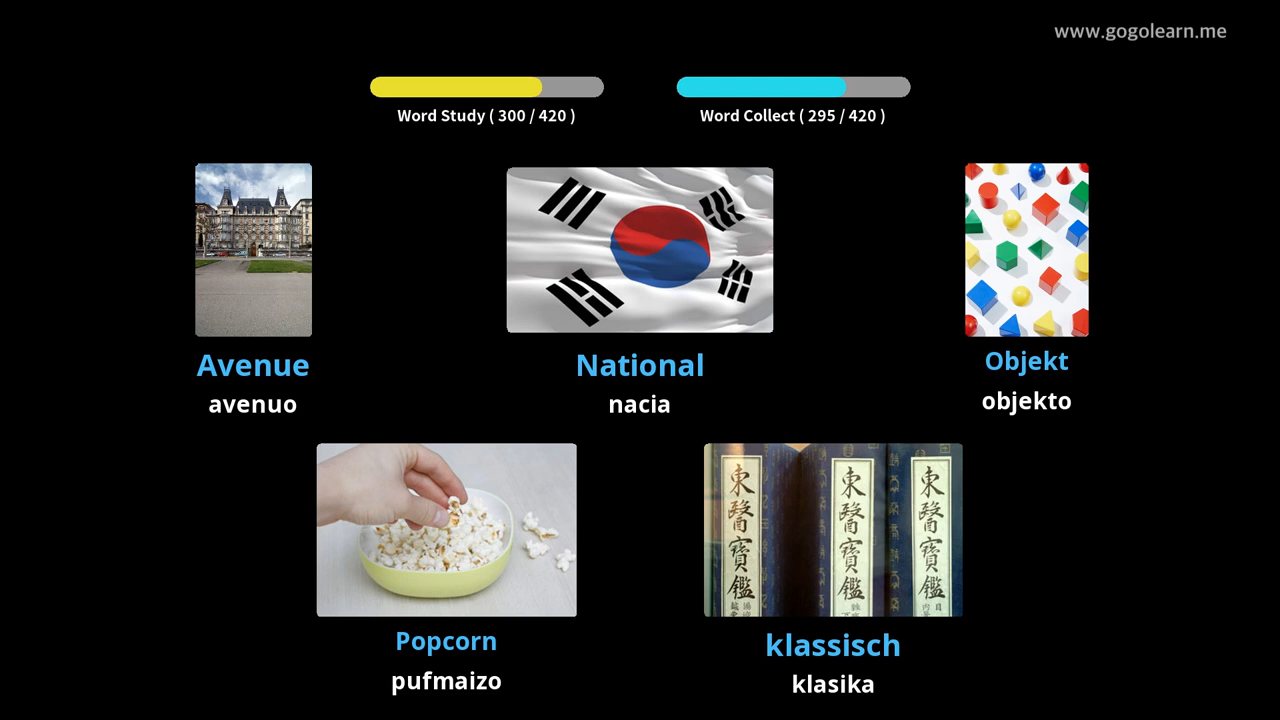 www.gogolearn.me
Word Study ( 300 / 420 )
Word Collect ( 295 / 420 )
Avenue
avenuo
National
nacia
Objekt
objekto
東醫寶鑑
東醫寶鑑
東醫寶鑑
Popcorn
pufmaizo
klassisch
klasika